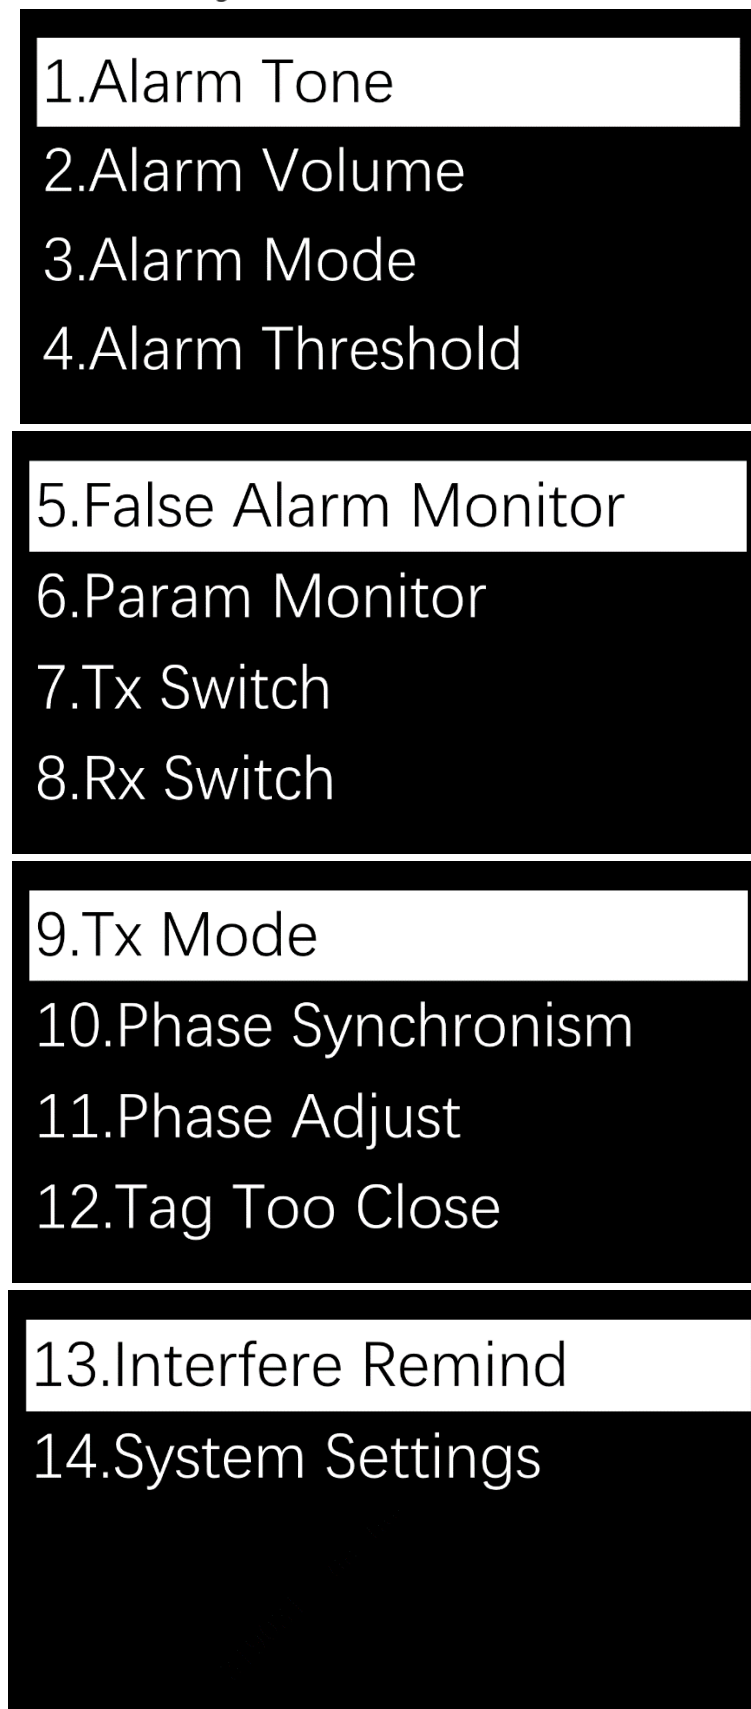 1.Alarm Tone
2.Alarm Volume
3.Alarm Mode
4.Alarm Threshold
5.False Alarm Monitor
6.Param Monitor
7.Tx Switch
8.Rx Switch
9.Tx Mode
10.Phase Synchronism
11.Phase Adjust
12.Tag Too Close
13.Interfere Remind
14.System Settings